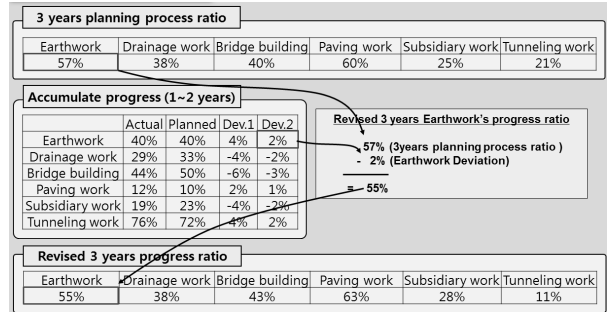 3 years planning process ratio
Earthwork Drainage work Bridge building Paving work Subsidiary work Tunneling work
57% 38% 40% 60% 25% 21%
Accumulate progress (1~2 years)
Actual Planned Dev.1 Dev.2
Earthwork 40% 40% 4% 2%
Drainage work 29% 33% -4% -2%
Bridge building 44% 50% -6% -3%
Paving work 12% 10% 2% 1%
Subsidiary work 19% 23% -4% -2%
Tunneling work 76% 72% 4% 2%
Revised 3 years Earthwork's progress ratio
57% (3years planning process ratio )
- 2% (Earthwork Deviation)
= 55%
Revised 3 years progress ratio
Earthwork Drainage work Bridge building Paving work Subsidiary work Tunneling work
55% 38% 43% 63% 28% 11%